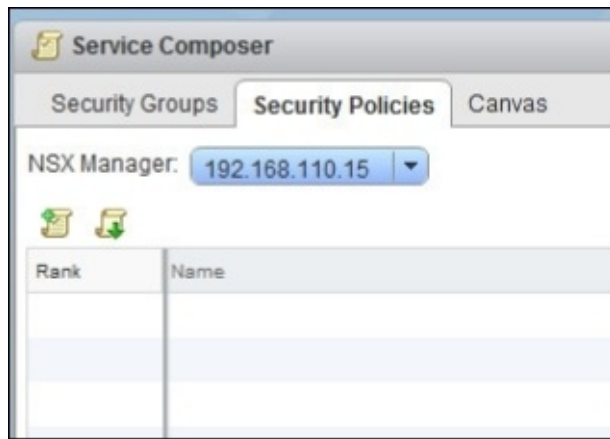 Service Composer
Security Groups Security Policies Canvas
NSX Manager: 192.168.110.15
Rank Name